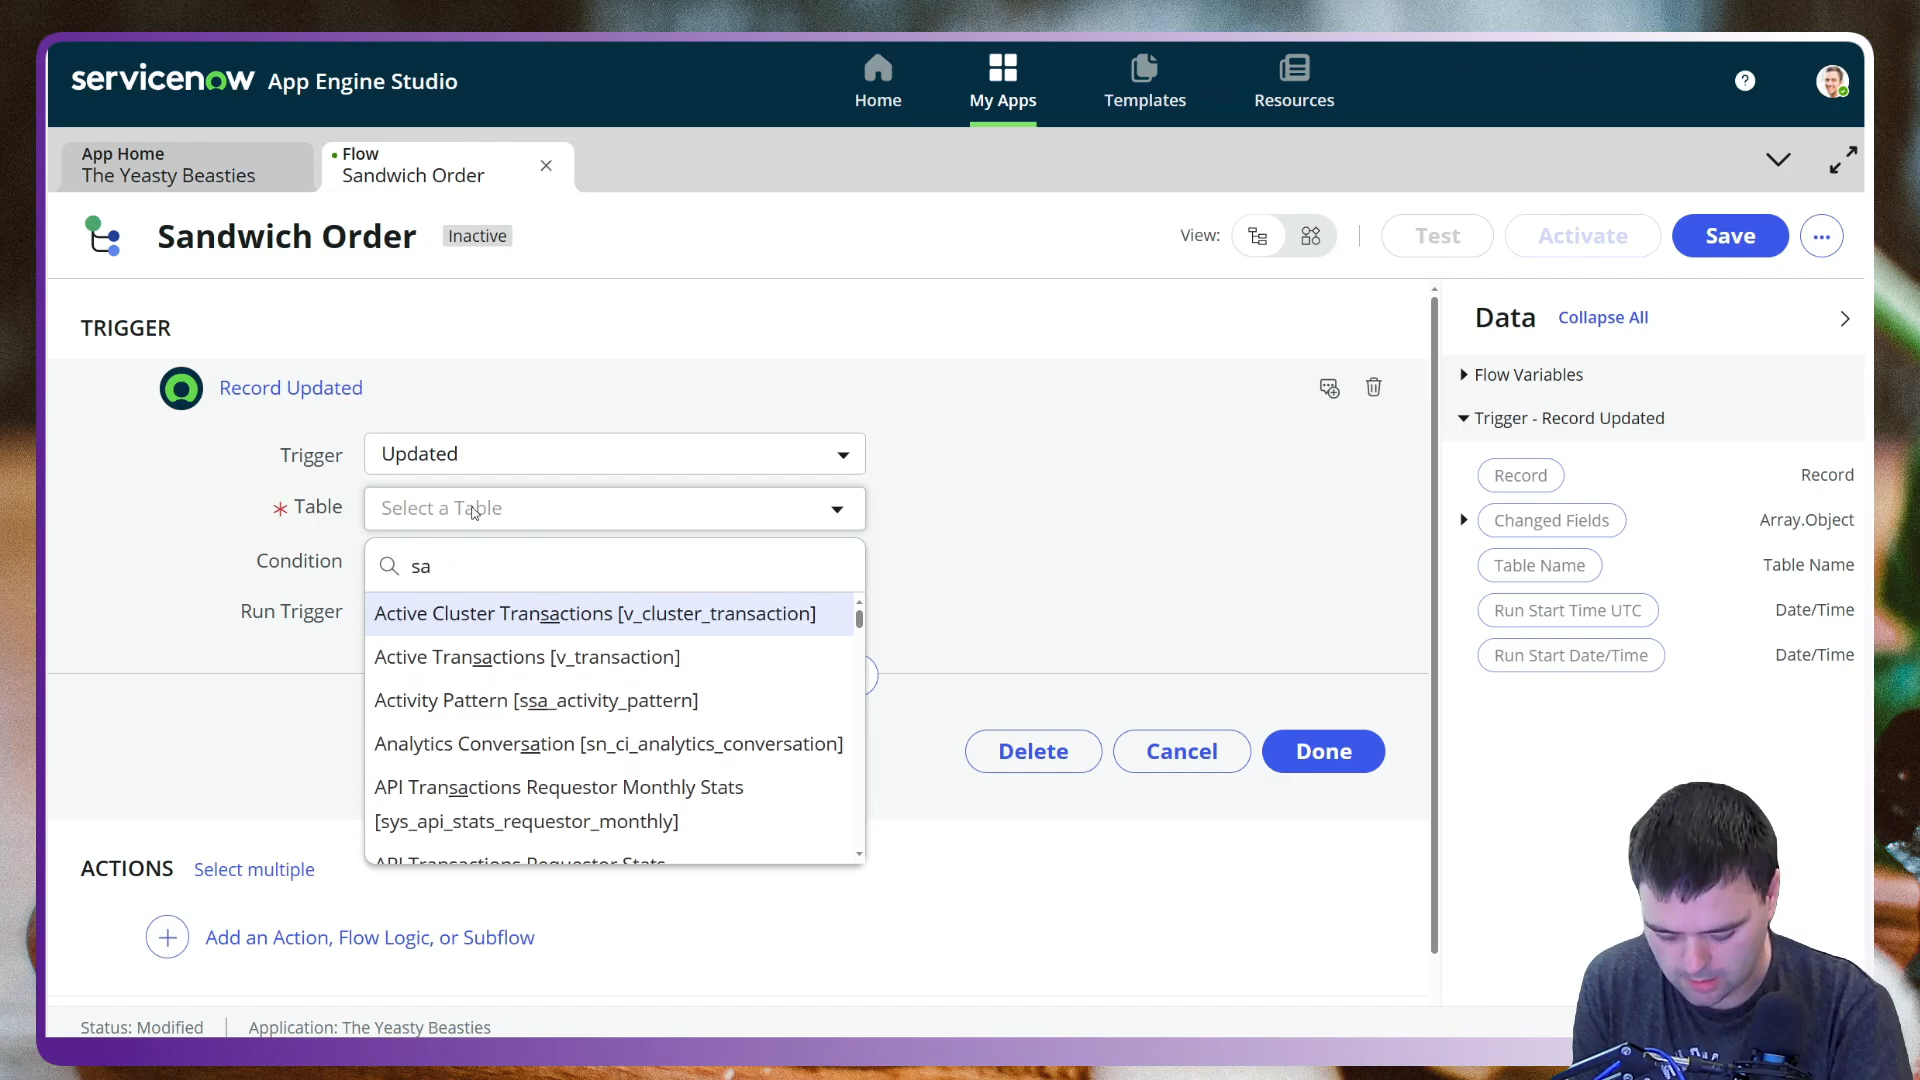 servicenow App Engine Studio
Home
My Apps
Templates
Resources
?
App Home
The Yeasty Beasties
Flow
Sandwich Order
Sandwich Order
Inactive
View:
Test
Activate
Save
TRIGGER
Record Updated
Trigger
Updated
* Table
Select a Table
Condition
sa
Run Trigger
Active Cluster Transactions [v_cluster_transaction]
Active Transactions [v_transaction]
Activity Pattern [ssa_activity_pattern]
Analytics Conversation [sn_ci_analytics_conversation]
API Transactions Requestor Monthly Stats
[sys_api_stats_requestor_monthly]
API Transactions Requestor Stats
Delete
Cancel
Done
ACTIONS
Select multiple
Add an Action, Flow Logic, or Subflow
Status: Modified
Application: The Yeasty Beasties
Data
Collapse All
Flow Variables
Trigger - Record Updated
Record
Record
Changed Fields
Array.Object
Table Name
Table Name
Run Start Time UTC
Date/Time
Run Start Date/Time
Date/Time